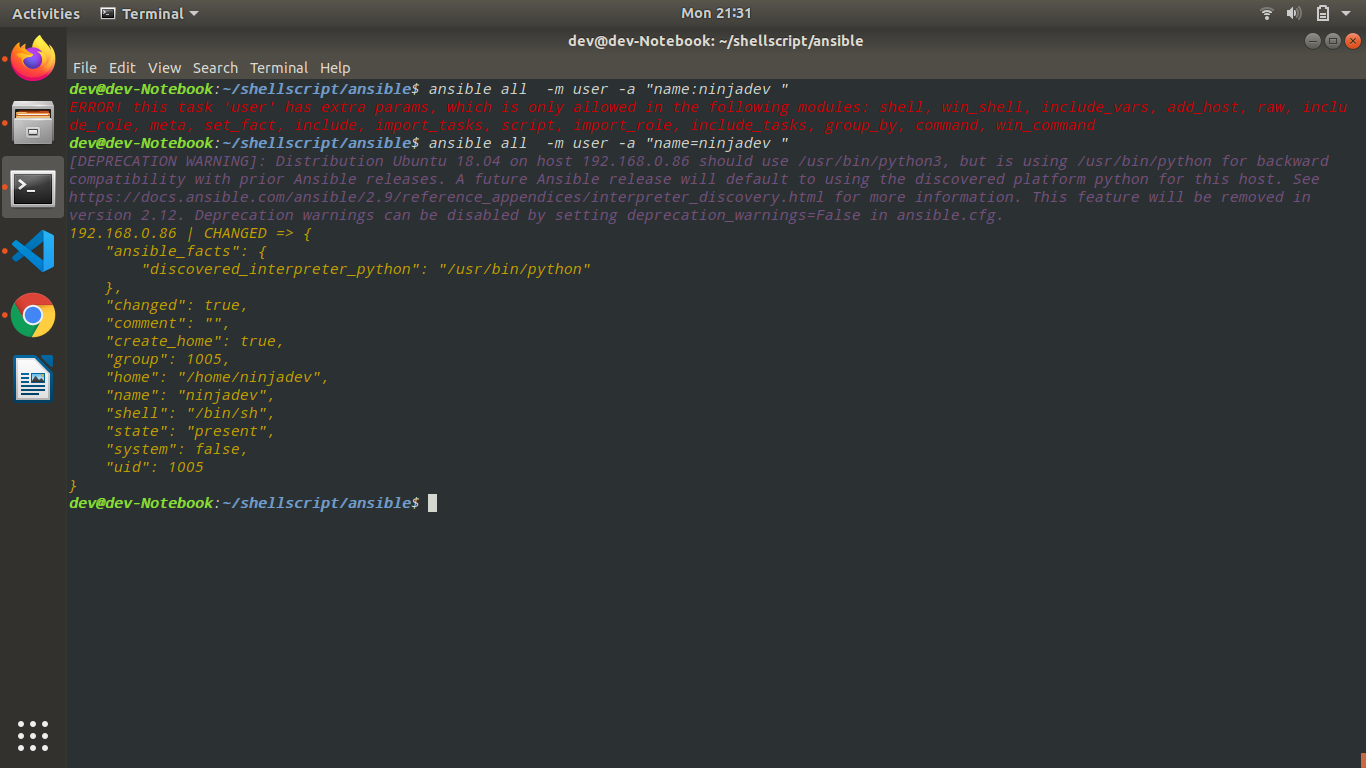 Activities Terminal Mon 21:31
dev@dev-Notebook: ~/shellscript/ansible
File Edit View Search Terminal Help
dev@dev-Notebook:~/shellscript/ansible$ ansible all  -m user -a "name:ninjadev "
ERROR! this task 'user' has extra params, which is only allowed in the following modules: shell, win_shell, include_vars, add_host, raw, inclu
de_role, meta, set_fact, include, import_tasks, script, import_role, include_tasks, group_by, command, win_command
dev@dev-Notebook:~/shellscript/ansible$ ansible all  -m user -a "name=ninjadev "
[DEPRECATION WARNING]: Distribution Ubuntu 18.04 on host 192.168.0.86 should use /usr/bin/python3, but is using /usr/bin/python for backward
compatibility with prior Ansible releases. A future Ansible release will default to using the discovered platform python for this host. See
https://docs.ansible.com/ansible/2.9/reference_appendices/interpreter_discovery.html for more information. This feature will be removed in
version 2.12. Deprecation warnings can be disabled by setting deprecation_warnings=False in ansible.cfg.
192.168.0.86 | CHANGED => {
    "ansible_facts": {
        "discovered_interpreter_python": "/usr/bin/python"
    },
    "changed": true,
    "comment": "",
    "create_home": true,
    "group": 1005,
    "home": "/home/ninjadev",
    "name": "ninjadev",
    "shell": "/bin/sh",
    "state": "present",
    "system": false,
    "uid": 1005
}
dev@dev-Notebook:~/shellscript/ansible$